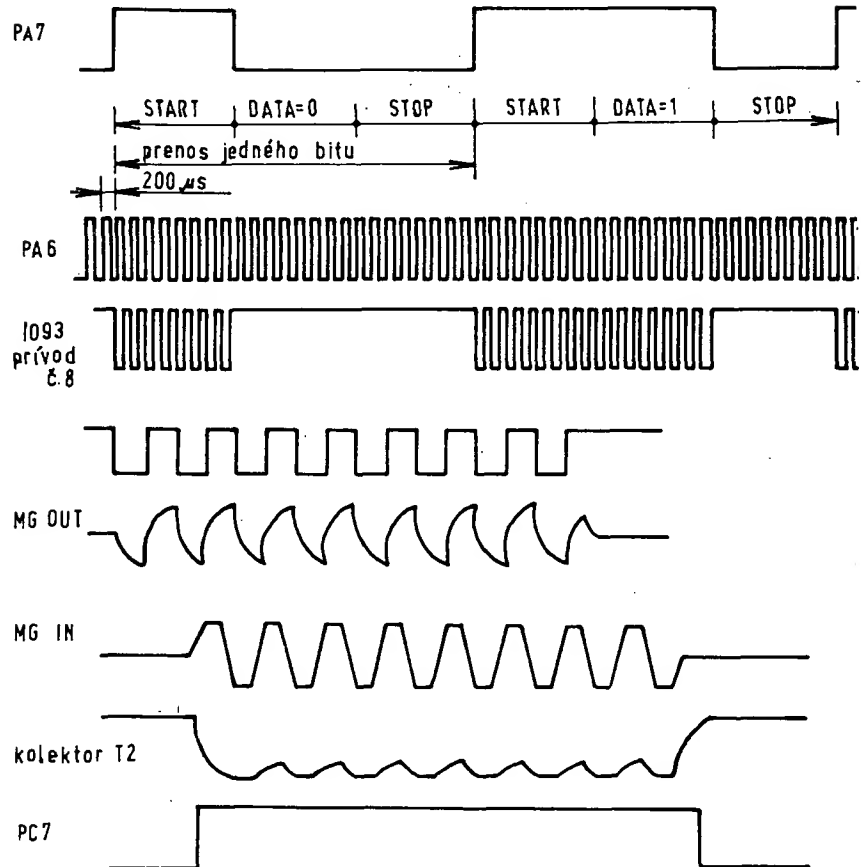 PA7
START DATA=0 STOP START DATA=1 STOP
prenos jedného bitu
200 µs
PA6
IO93
prívod
č.8
MG OUT
MG IN
kolektor T2
PC7